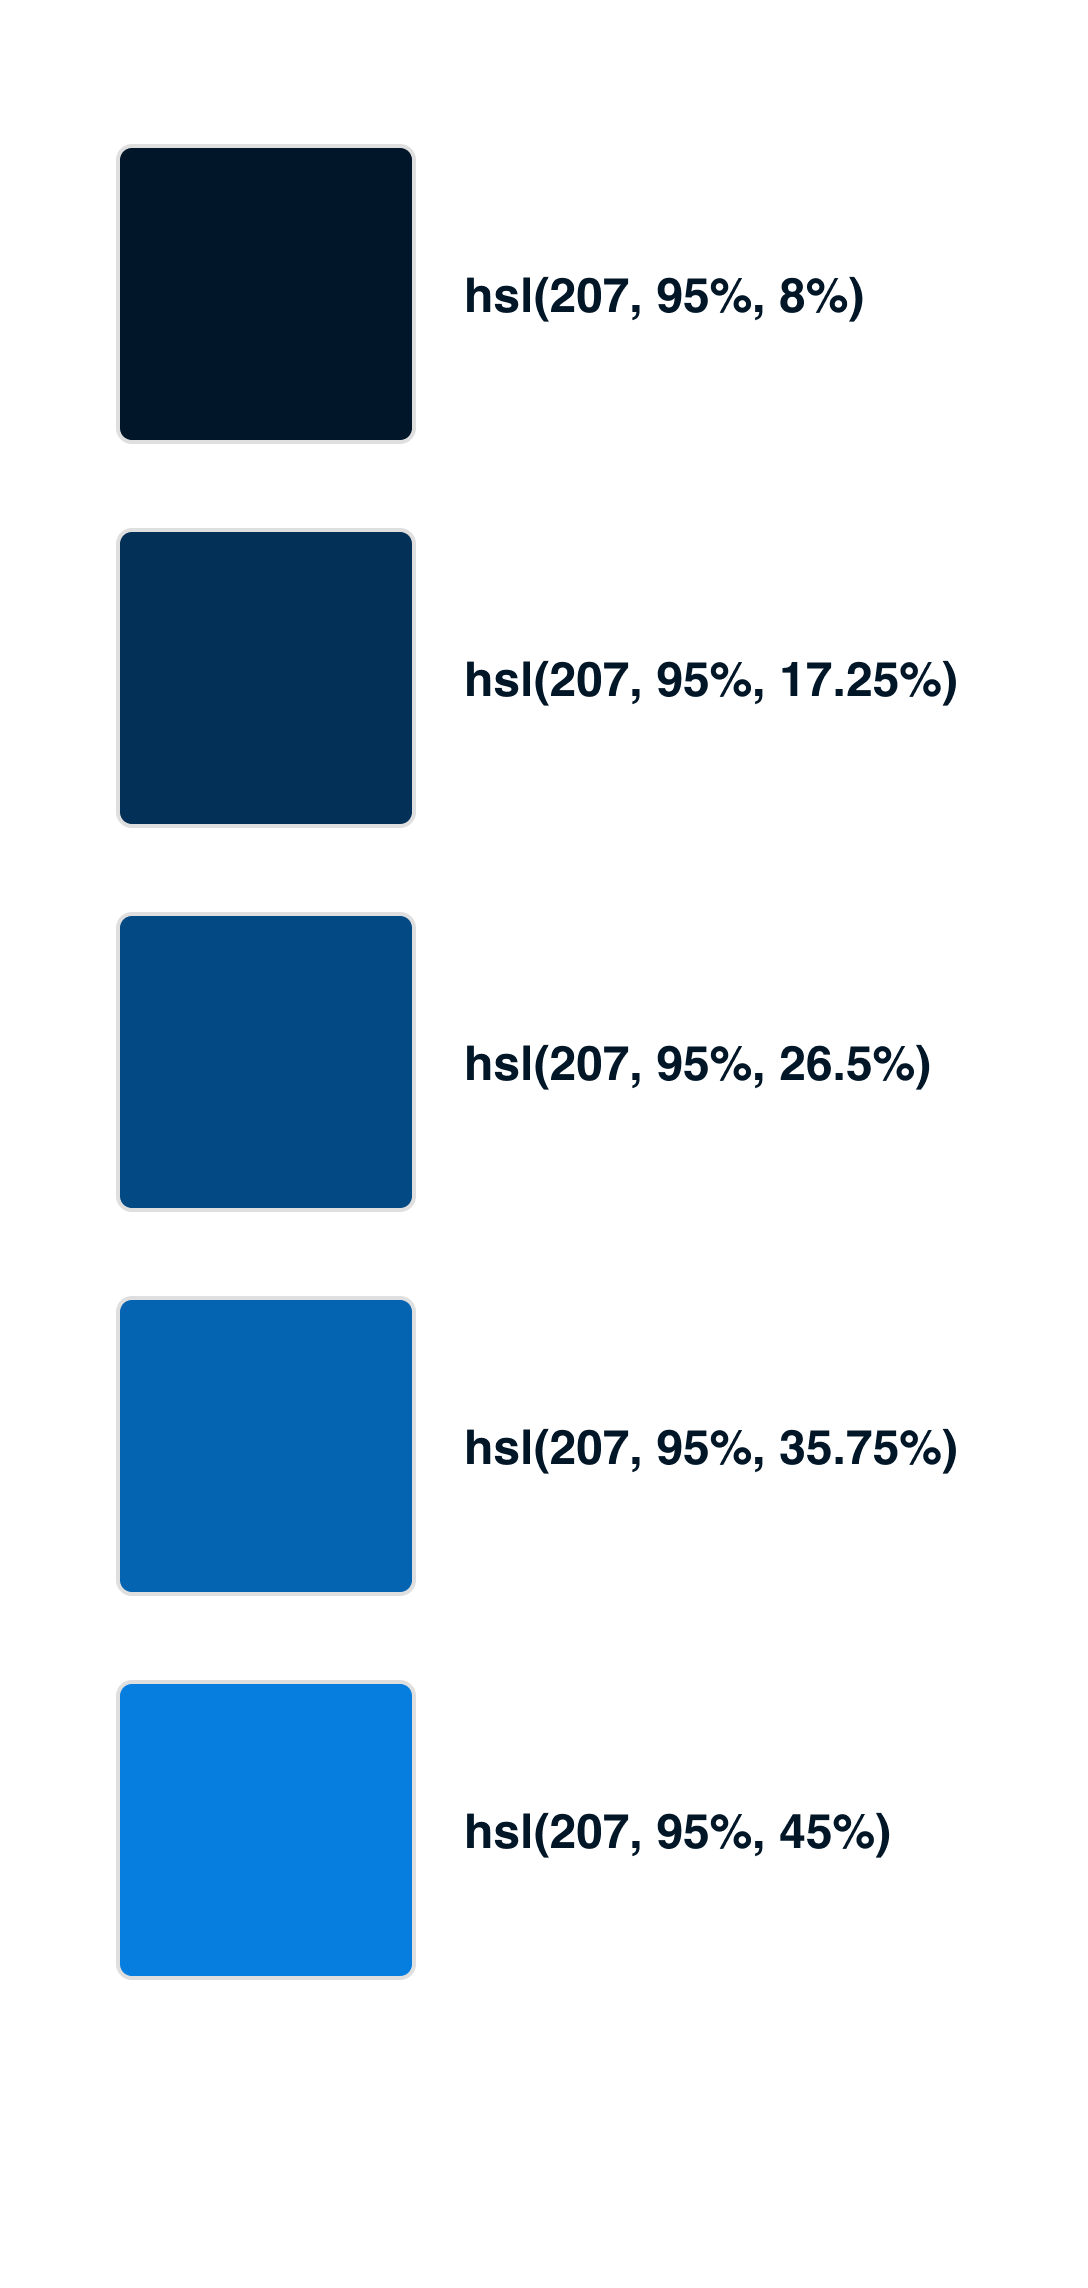 hsl(207, 95%, 8%)
hsl(207, 95%, 17.25%)
hsl(207, 95%, 26.5%)
hsl(207, 95%, 35.75%)
hsl(207, 95%, 45%)